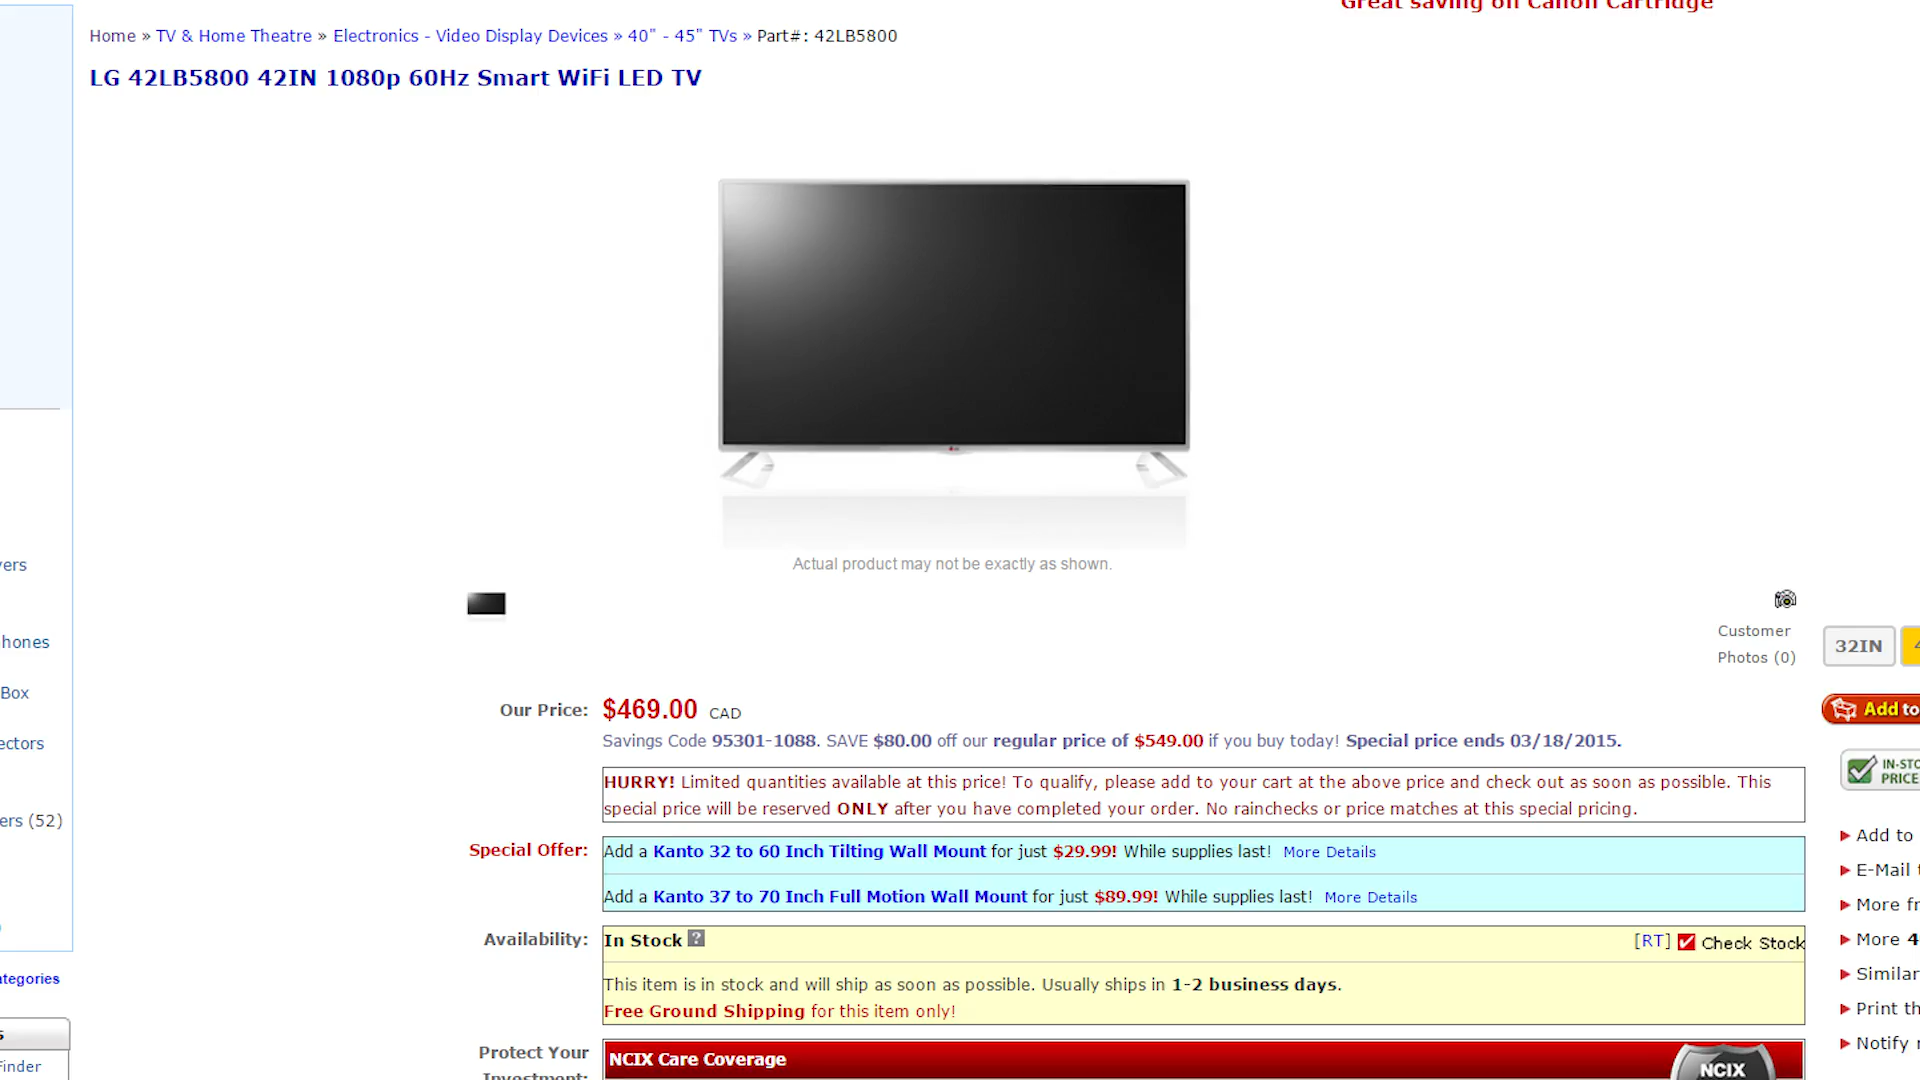 Great saving on Canon Cartridge
Home » TV & Home Theatre » Electronics - Video Display Devices » 40" - 45" TVs » Part#: 42LB5800
LG 42LB5800 42IN 1080p 60Hz Smart WiFi LED TV
Actual product may not be exactly as shown.
vers
hones
Box
ectors
ers (52)
ategories
s
Finder
Customer
Photos (0)
32IN
Our Price: $469.00 CAD
Savings Code 95301-1088. SAVE $80.00 off our regular price of $549.00 if you buy today! Special price ends 03/18/2015.
HURRY! Limited quantities available at this price! To qualify, please add to your cart at the above price and check out as soon as possible. This
special price will be reserved ONLY after you have completed your order. No rainchecks or price matches at this special pricing.
Special Offer: Add a Kanto 32 to 60 Inch Tilting Wall Mount for just $29.99! While supplies last! More Details
Add a Kanto 37 to 70 Inch Full Motion Wall Mount for just $89.99! While supplies last! More Details
Availability: In Stock ? [RT] Check Stock
This item is in stock and will ship as soon as possible. Usually ships in 1-2 business days.
Free Ground Shipping for this item only!
Protect Your
Investment:
NCIX Care Coverage
NCIX
Add to
IN-STO
PRICE
Add to
E-Mail t
More fr
More 4
Similar
Print th
Notify